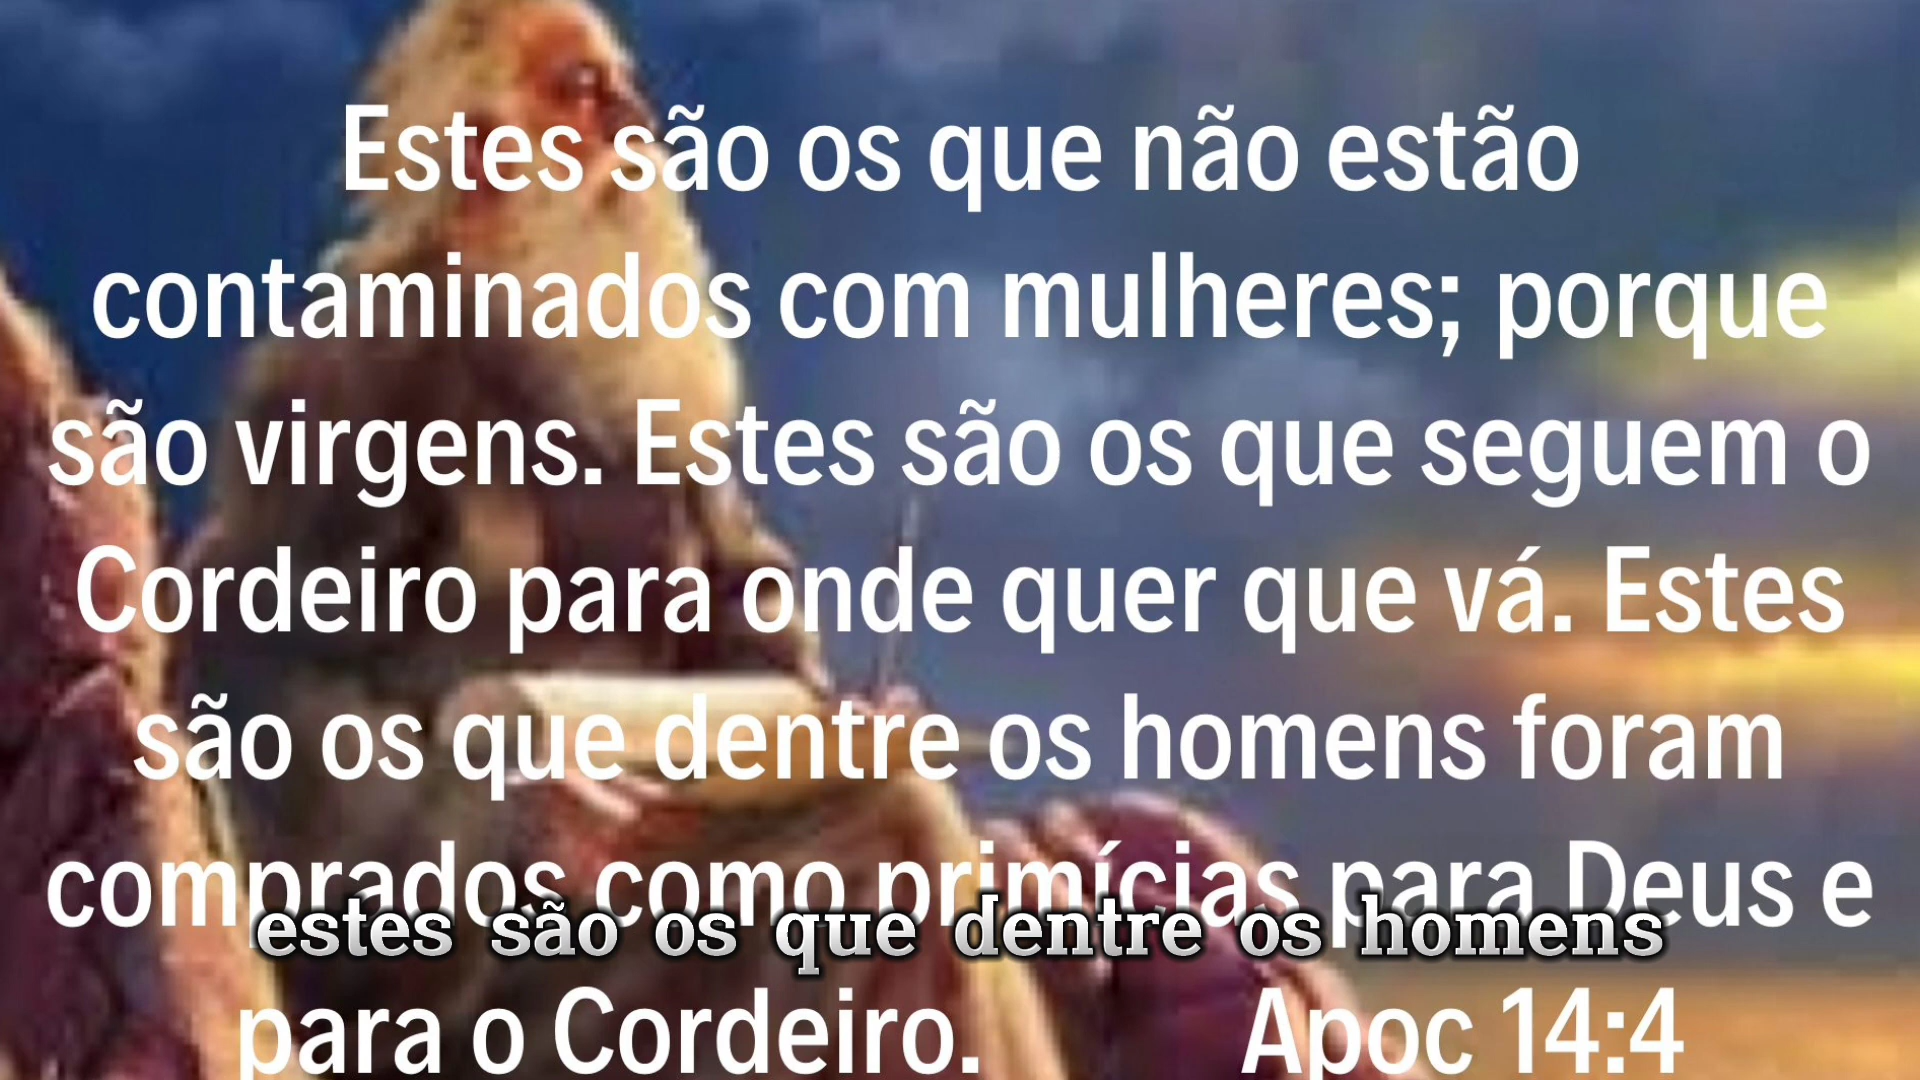 Estes são os que não estão
contaminados com mulheres; porque
são virgens. Estes são os que seguem o
Cordeiro para onde quer que vá. Estes
são os que dentre os homens foram
comprados como primícias para Deus e
estes são os que dentre os homens
para o Cordeiro. Apoc 14:4